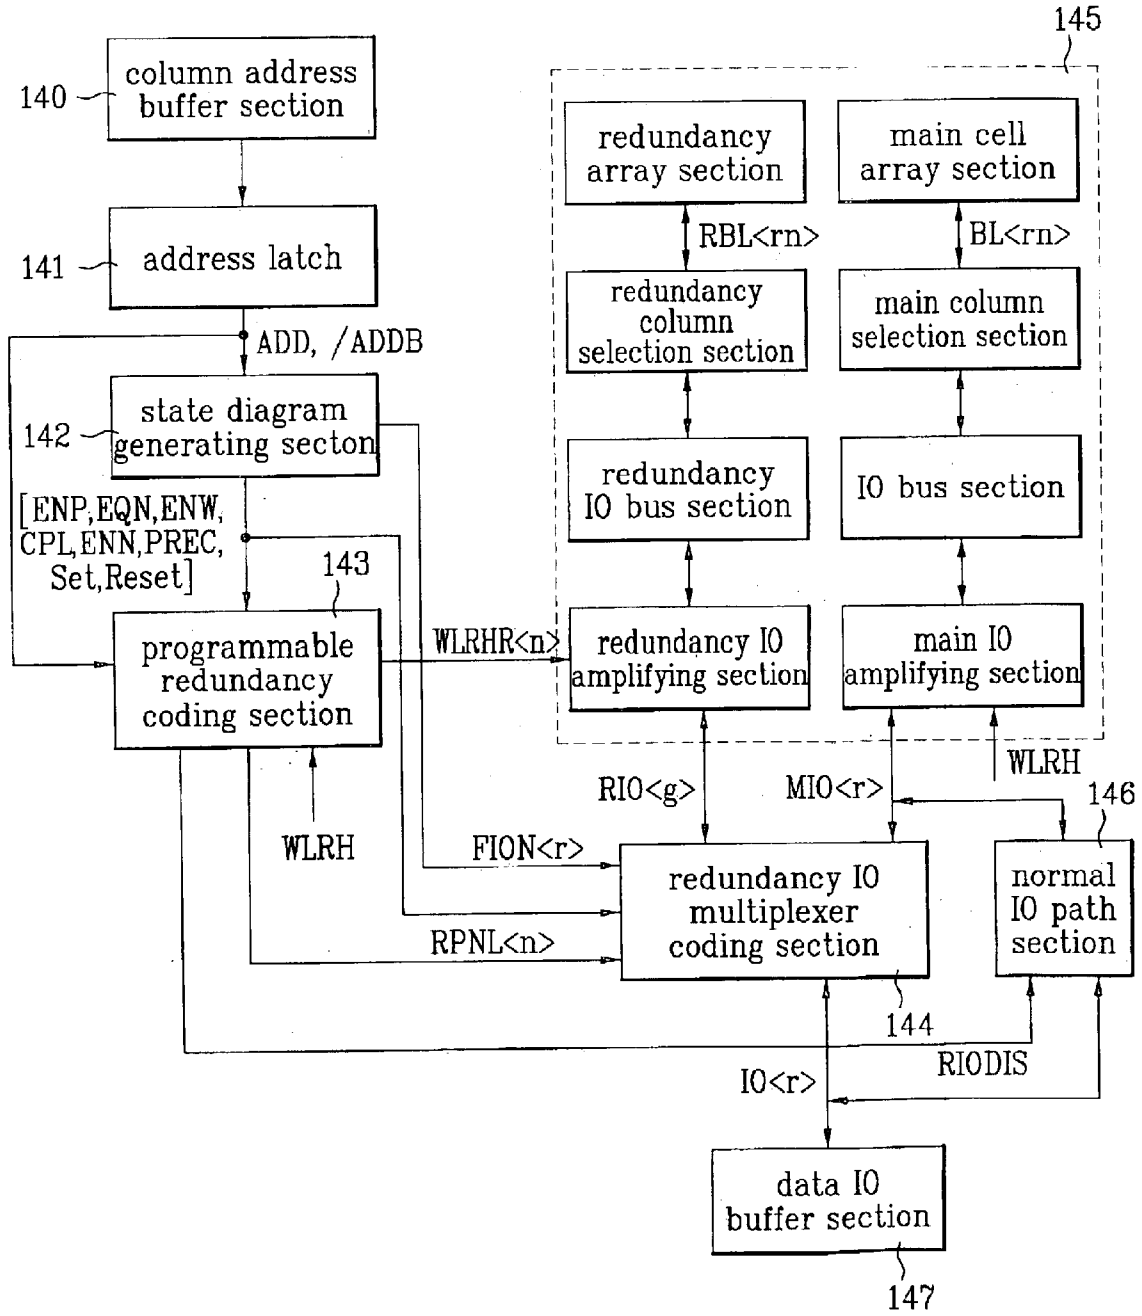 145
column address
buffer section
140
redundancy
array section
main cell
array section
RBL<rn>
BL<rn>
address latch
141
redundancy
column
selection section
main column
selection section
ADD, /ADDB
state diagram
generating secton
142
redundancy
IO bus section
IO bus section
[ENP,EQN,ENW,
CPL,ENN,PREC,
Set,Reset]
143
programmable
redundancy
coding section
WLRHR<n>
redundancy IO
amplifying section
main IO
amplifying section
WLRH
RIO<g>
MIO<r>
WLRH
146
FION<r>
redundancy IO
multiplexer
coding section
normal
IO path
section
RPNL<n>
144
RIODIS
IO<r>
data IO
buffer section
147